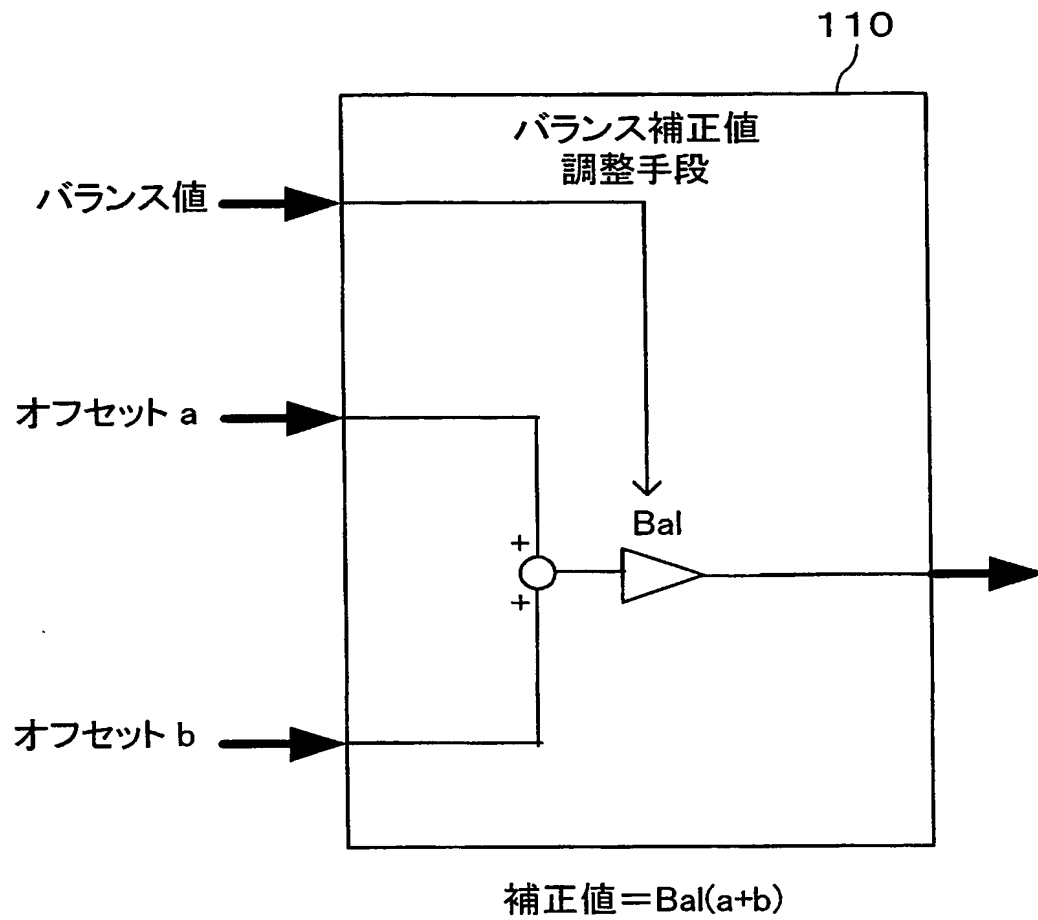 110
バランス補正値
調整手段
バランス値
オフセット a
Bal
+
+
オフセット b
補正値=Bal(a+b)